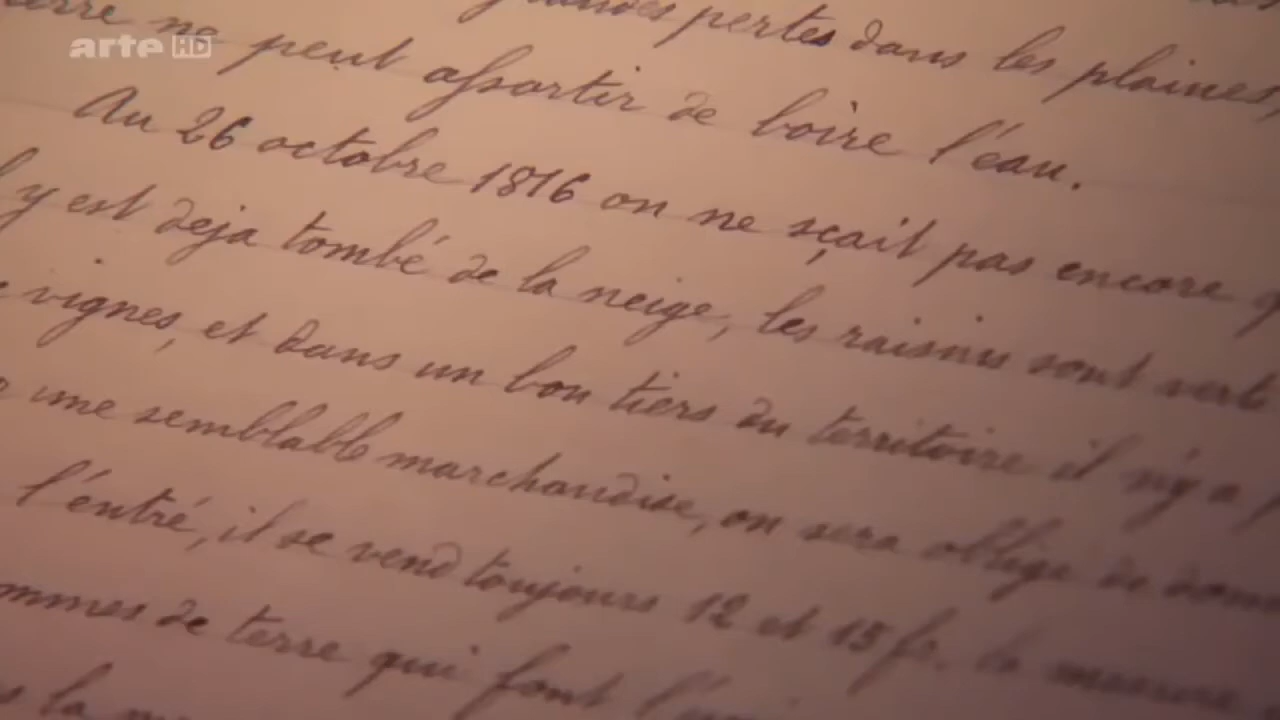 arte HD
pertes dans les plaines,
terre ne peut assortir de boire l'eau.
Au 26 octobre 1816 on ne sçait pas encore
y est deja tombé de la neige, les raisins sont verts
vignes, et dans un bon tiers du territoire il n'y a
une semblable marchandise, on sera obligé de
l'entré, il se vend toujours 12 et 15 fr. la mesure
ommes de terre qui font
la